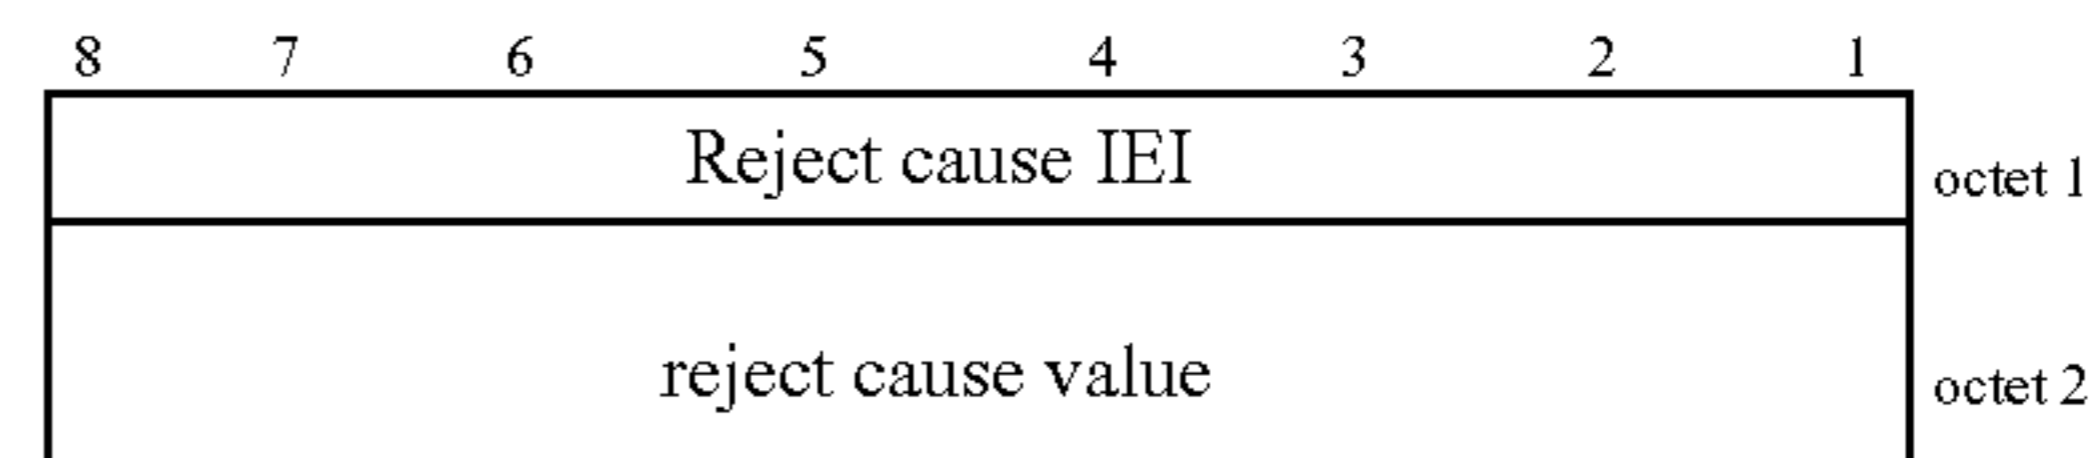 8 7 6 5 4 3 2 1
Reject cause IEI octet 1
reject cause value octet 2